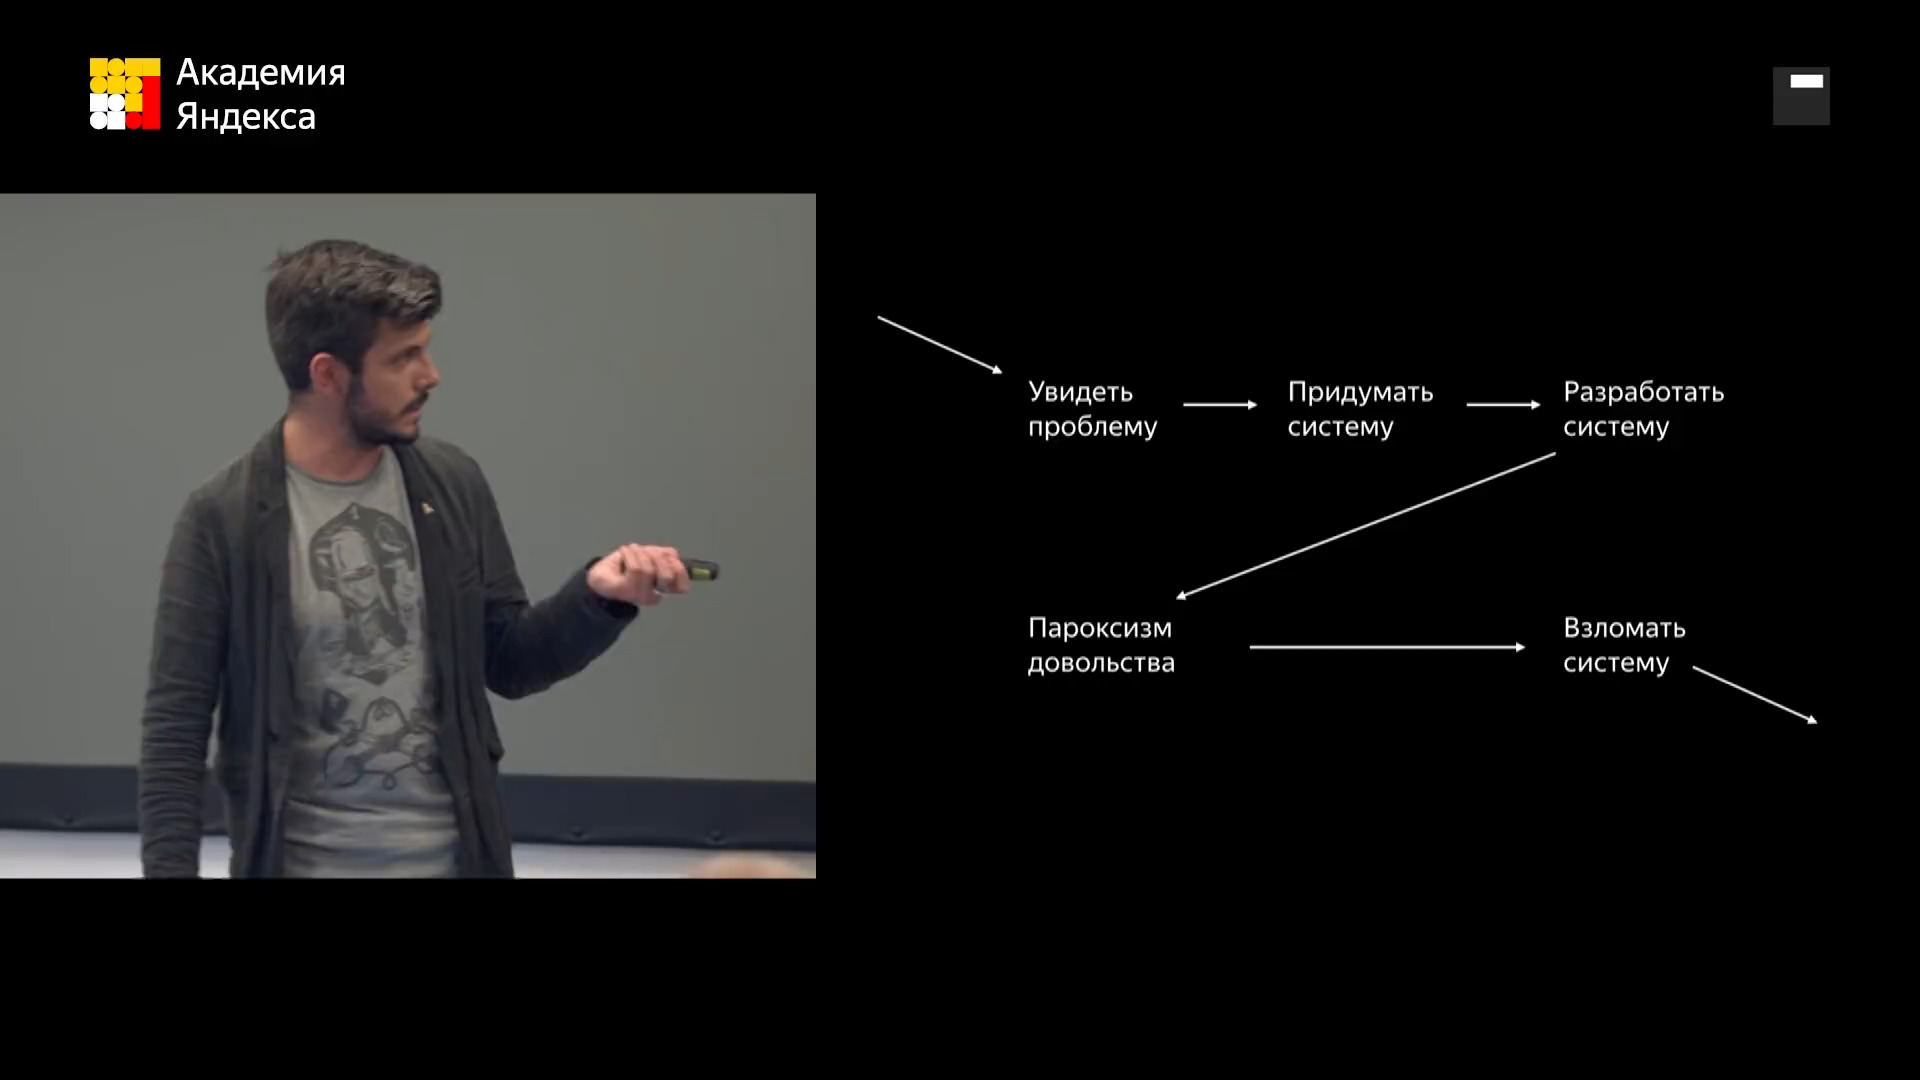 Академия
Яндекса
Увидеть
проблему
Придумать
систему
Разработать
систему
Пароксизм
довольства
Взломать
систему